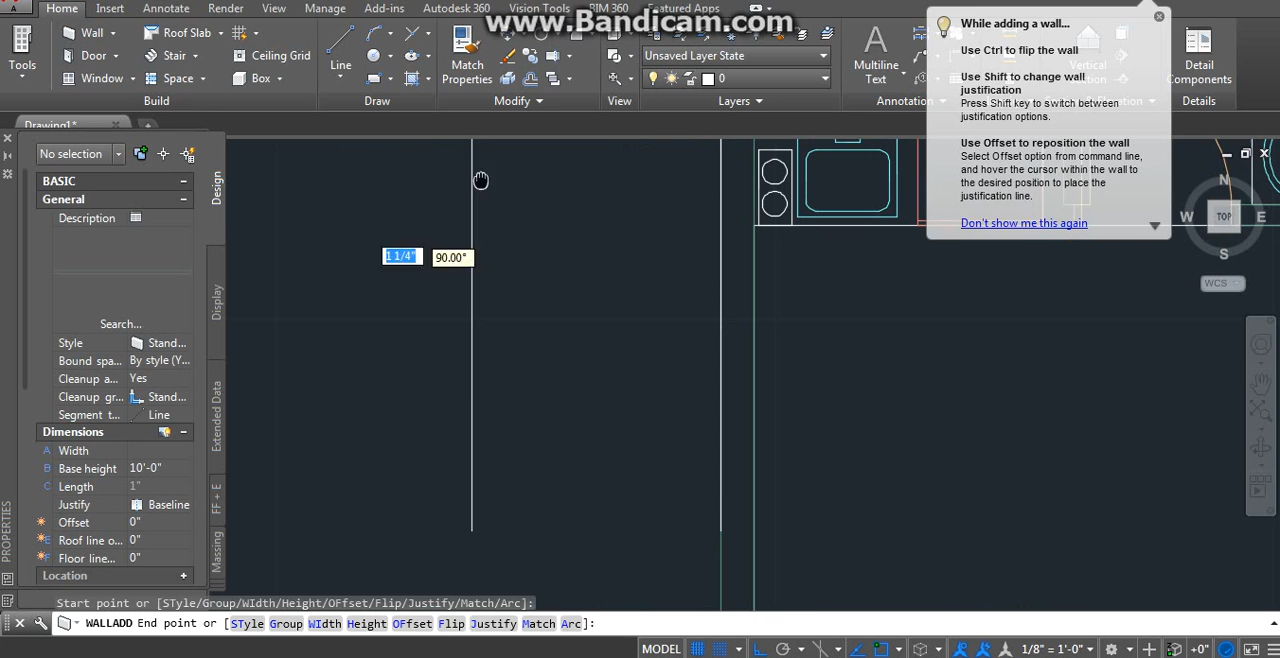 Home Insert Annotate Render View Manage Add-ins Autodesk 360 Vision Tools BIM 360 Featured Apps
www.Bandicam.com
Tools
Wall
Door
Window
Roof Slab
Stair
Space
Ceiling Grid
Box
Build
Line
Draw
Match
Properties
Modify
View
Unsaved Layer State
0
Layers
Multiline
Text
Annotation
Vertical
Detail
Components
Details
While adding a wall...
Use Ctrl to flip the wall
Use Shift to change wall
justification
Press Shift key to switch between
justification options.
Use Offset to reposition the wall
Select Offset option from command line,
and hover the cursor within the wall to
the desired position to place the
justification line.
Don't show me this again
Drawing1*
No selection
BASIC
General
Description
Search...
Style Stand...
Bound spa... By style (Y...
Cleanup a... Yes
Cleanup gr... Stand...
Segment t... Line
Dimensions
A Width
B Base height 10'-0"
C Length 1"
Justify Baseline
Offset 0"
Roof line o... 0"
Floor line... 0"
Location
Design
Display
Extended Data
FF + E
Massing
PROPERTIES
1 1/4"
90.00°
N
W TOP E
S
WCS
Start point or [STyle/Group/WIdth/Height/OFfset/Flip/Justify/Match/Arc]:
WALLADD End point or [STyle Group WIdth Height OFfset Flip Justify Match Arc]:
MODEL 1/8" = 1'-0" +0"